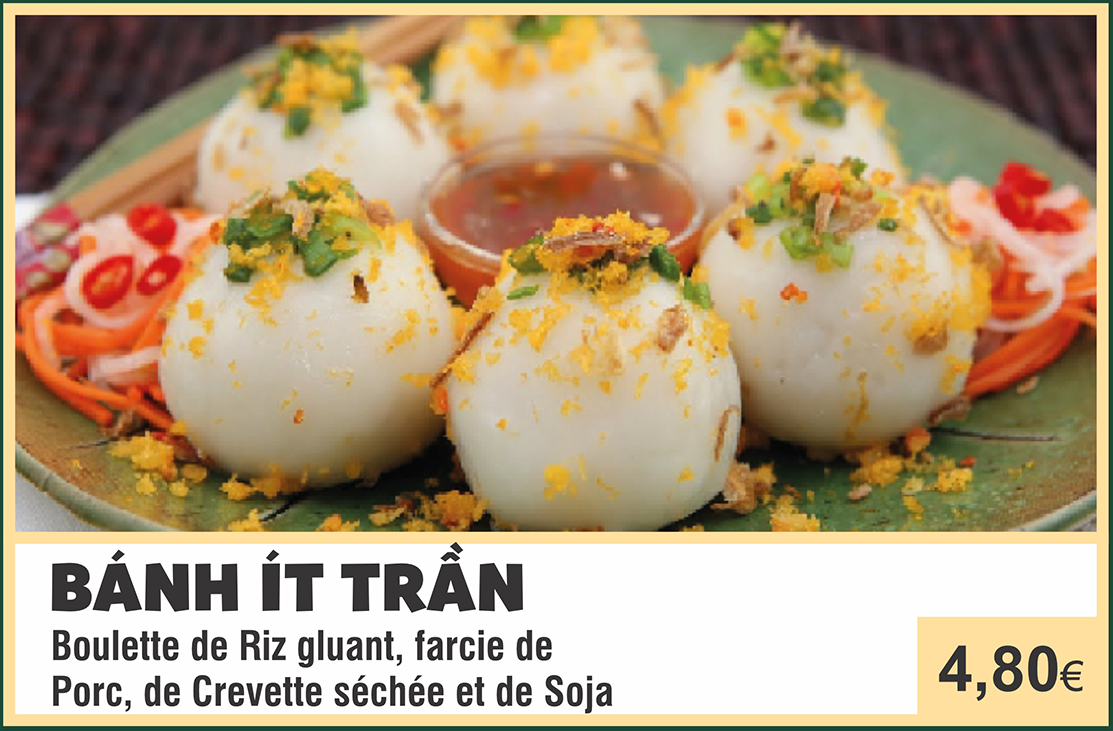 BÁNH ÍT TRẦN
Boulette de Riz gluant, farcie de
Porc, de Crevette séchée et de Soja
4,80€